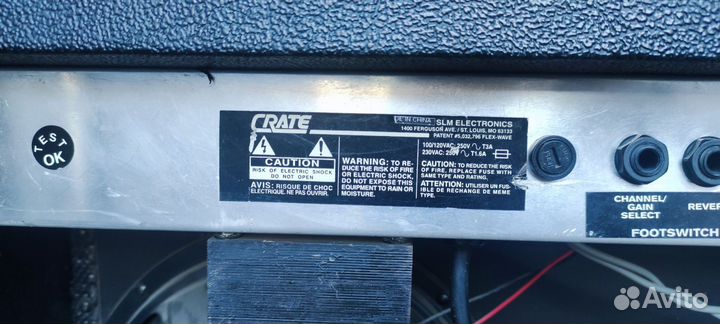 TEST
OK
CRATE
IN CHINA SLM ELECTRONICS
1400 FERGUSON AVE. / ST. LOUIS, MO 63133
PATENT #5,032,796 FLEX-WAVE
CAUTION
RISK OF ELECTRIC SHOCK
DO NOT OPEN
AVIS: RISQUE DE CHOC
ELECTRIQUE. NE PAS OUVRIR.
WARNING: TO RE-
DUCE THE RISK OF FIRE
OR ELECTRIC SHOCK,
DO NOT EXPOSE THIS
EQUIPMENT TO RAIN OR
MOISTURE.
100/120VAC: 250V T3A
230VAC: 250V T1.6A
CAUTION: TO REDUCE THE RISK
OF FIRE, REPLACE FUSE WITH
SAME TYPE AND RATING.
ATTENTION: UTILISER UN FUS-
IBLE DE RECHANGE DE MEME
TYPE.
CHANNEL/
GAIN
SELECT
REVER
FOOTSWITCH
Avito